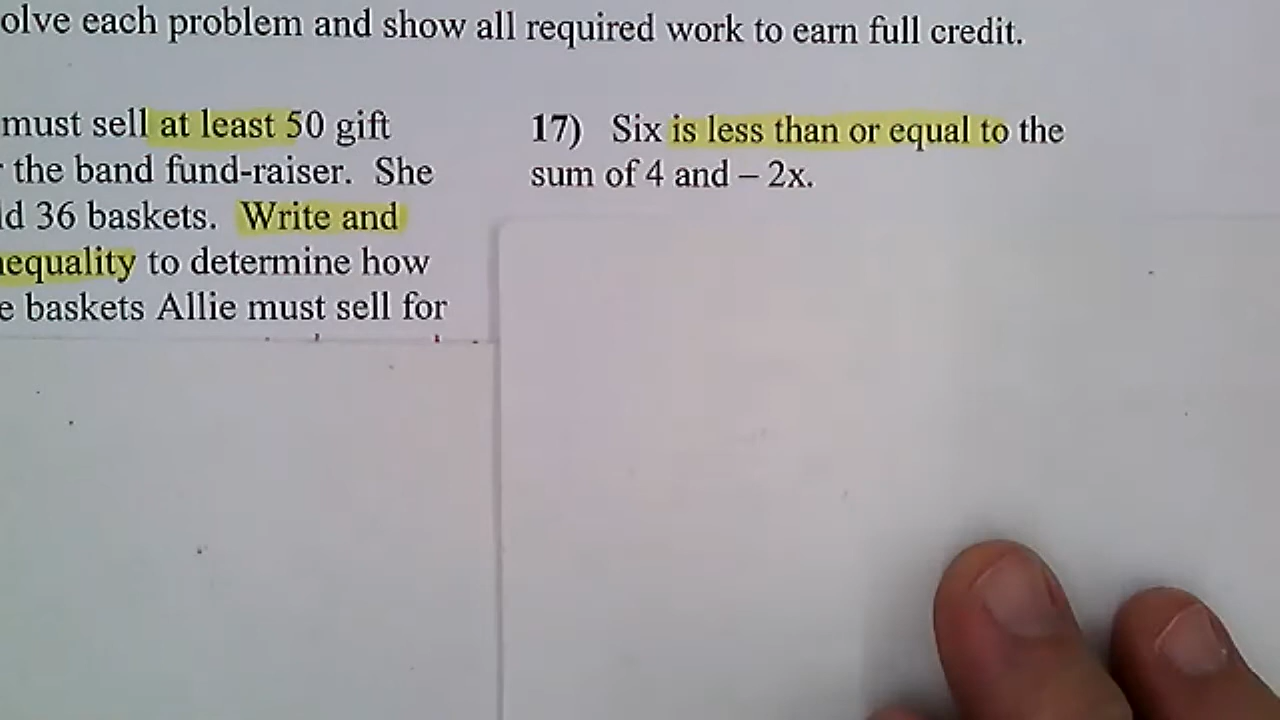 olve each problem and show all required work to earn full credit.
must sell at least 50 gift
the band fund-raiser. She
36 baskets. Write and
equality to determine how
baskets Allie must sell for
17) Six is less than or equal to the
sum of 4 and – 2x.